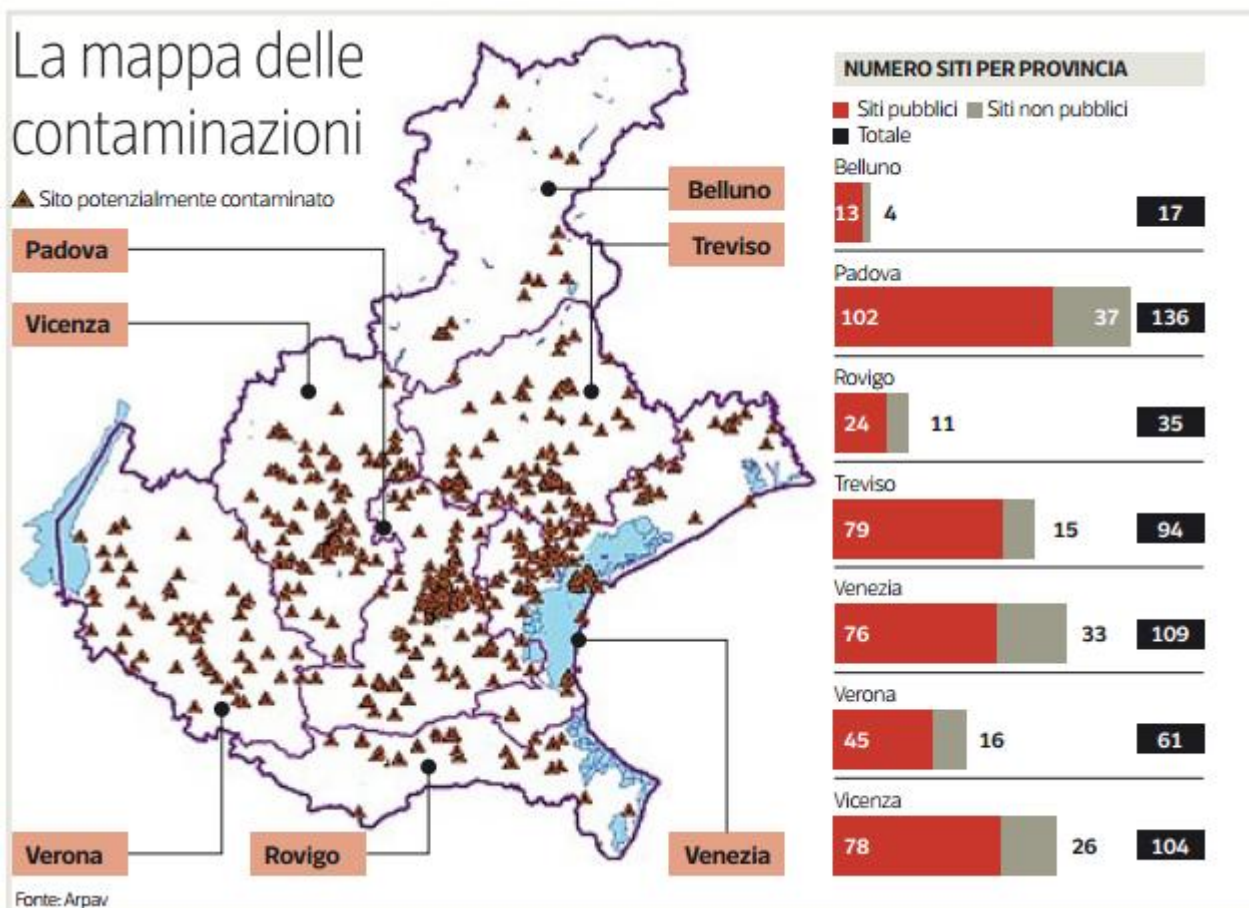 La mappa delle
contaminazioni
Sito potenzialmente contaminato
Padova
Vicenza
Belluno
Treviso
Verona
Rovigo
Venezia
Fonte: Arpav
NUMERO SITI PER PROVINCIA
Siti pubblici Siti non pubblici
Totale
Belluno
13 4 17
Padova
102 37 136
Rovigo
24 11 35
Treviso
79 15 94
Venezia
76 33 109
Verona
45 16 61
Vicenza
78 26 104